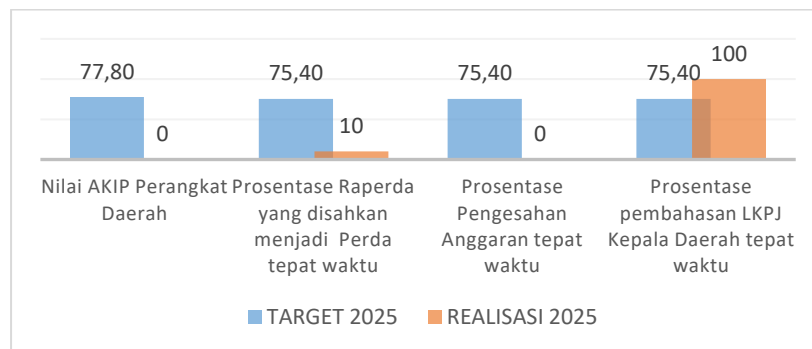 77,80
0
75,40
10
75,40
0
75,40
100
Nilai AKIP Perangkat
Daerah
Prosentase Raperda
yang disahkan
menjadi Perda
tepat waktu
Prosentase
Pengesahan
Anggaran tepat
waktu
Prosentase
pembahasan LKPJ
Kepala Daerah tepat
waktu
TARGET 2025
REALISASI 2025